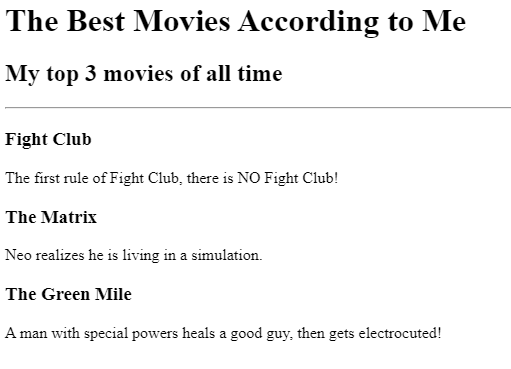 The Best Movies According to Me
My top 3 movies of all time
Fight Club
The first rule of Fight Club, there is NO Fight Club!
The Matrix
Neo realizes he is living in a simulation.
The Green Mile
A man with special powers heals a good guy, then gets electrocuted!